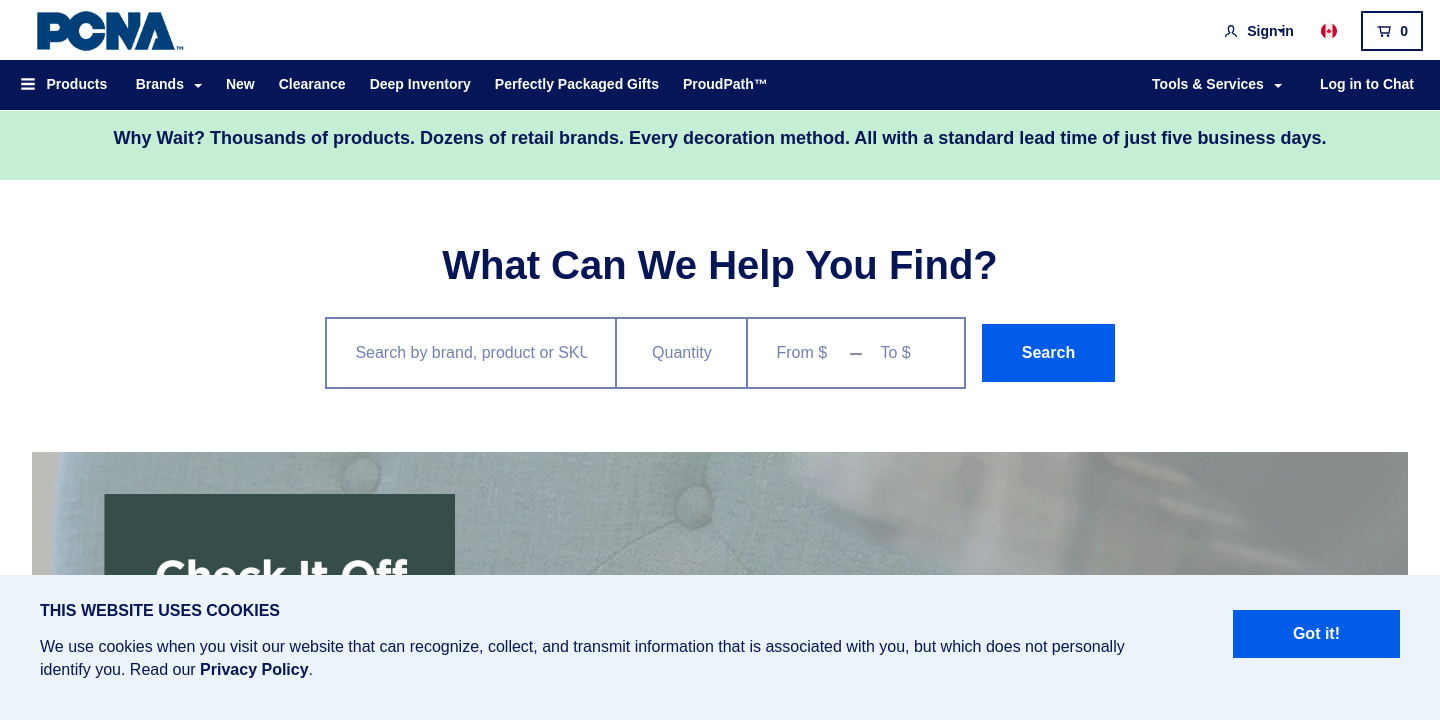 PCNA™
Sign in
0
Products
Brands
New
Clearance
Deep Inventory
Perfectly Packaged Gifts
ProudPath™
Tools & Services
Log in to Chat
Why Wait? Thousands of products. Dozens of retail brands. Every decoration method. All with a standard lead time of just five business days.
What Can We Help You Find?
Search by brand, product or SKU
Quantity
From $
To $
Search
Check It Off
THIS WEBSITE USES COOKIES
We use cookies when you visit our website that can recognize, collect, and transmit information that is associated with you, but which does not personally
identify you. Read our Privacy Policy.
Got it!